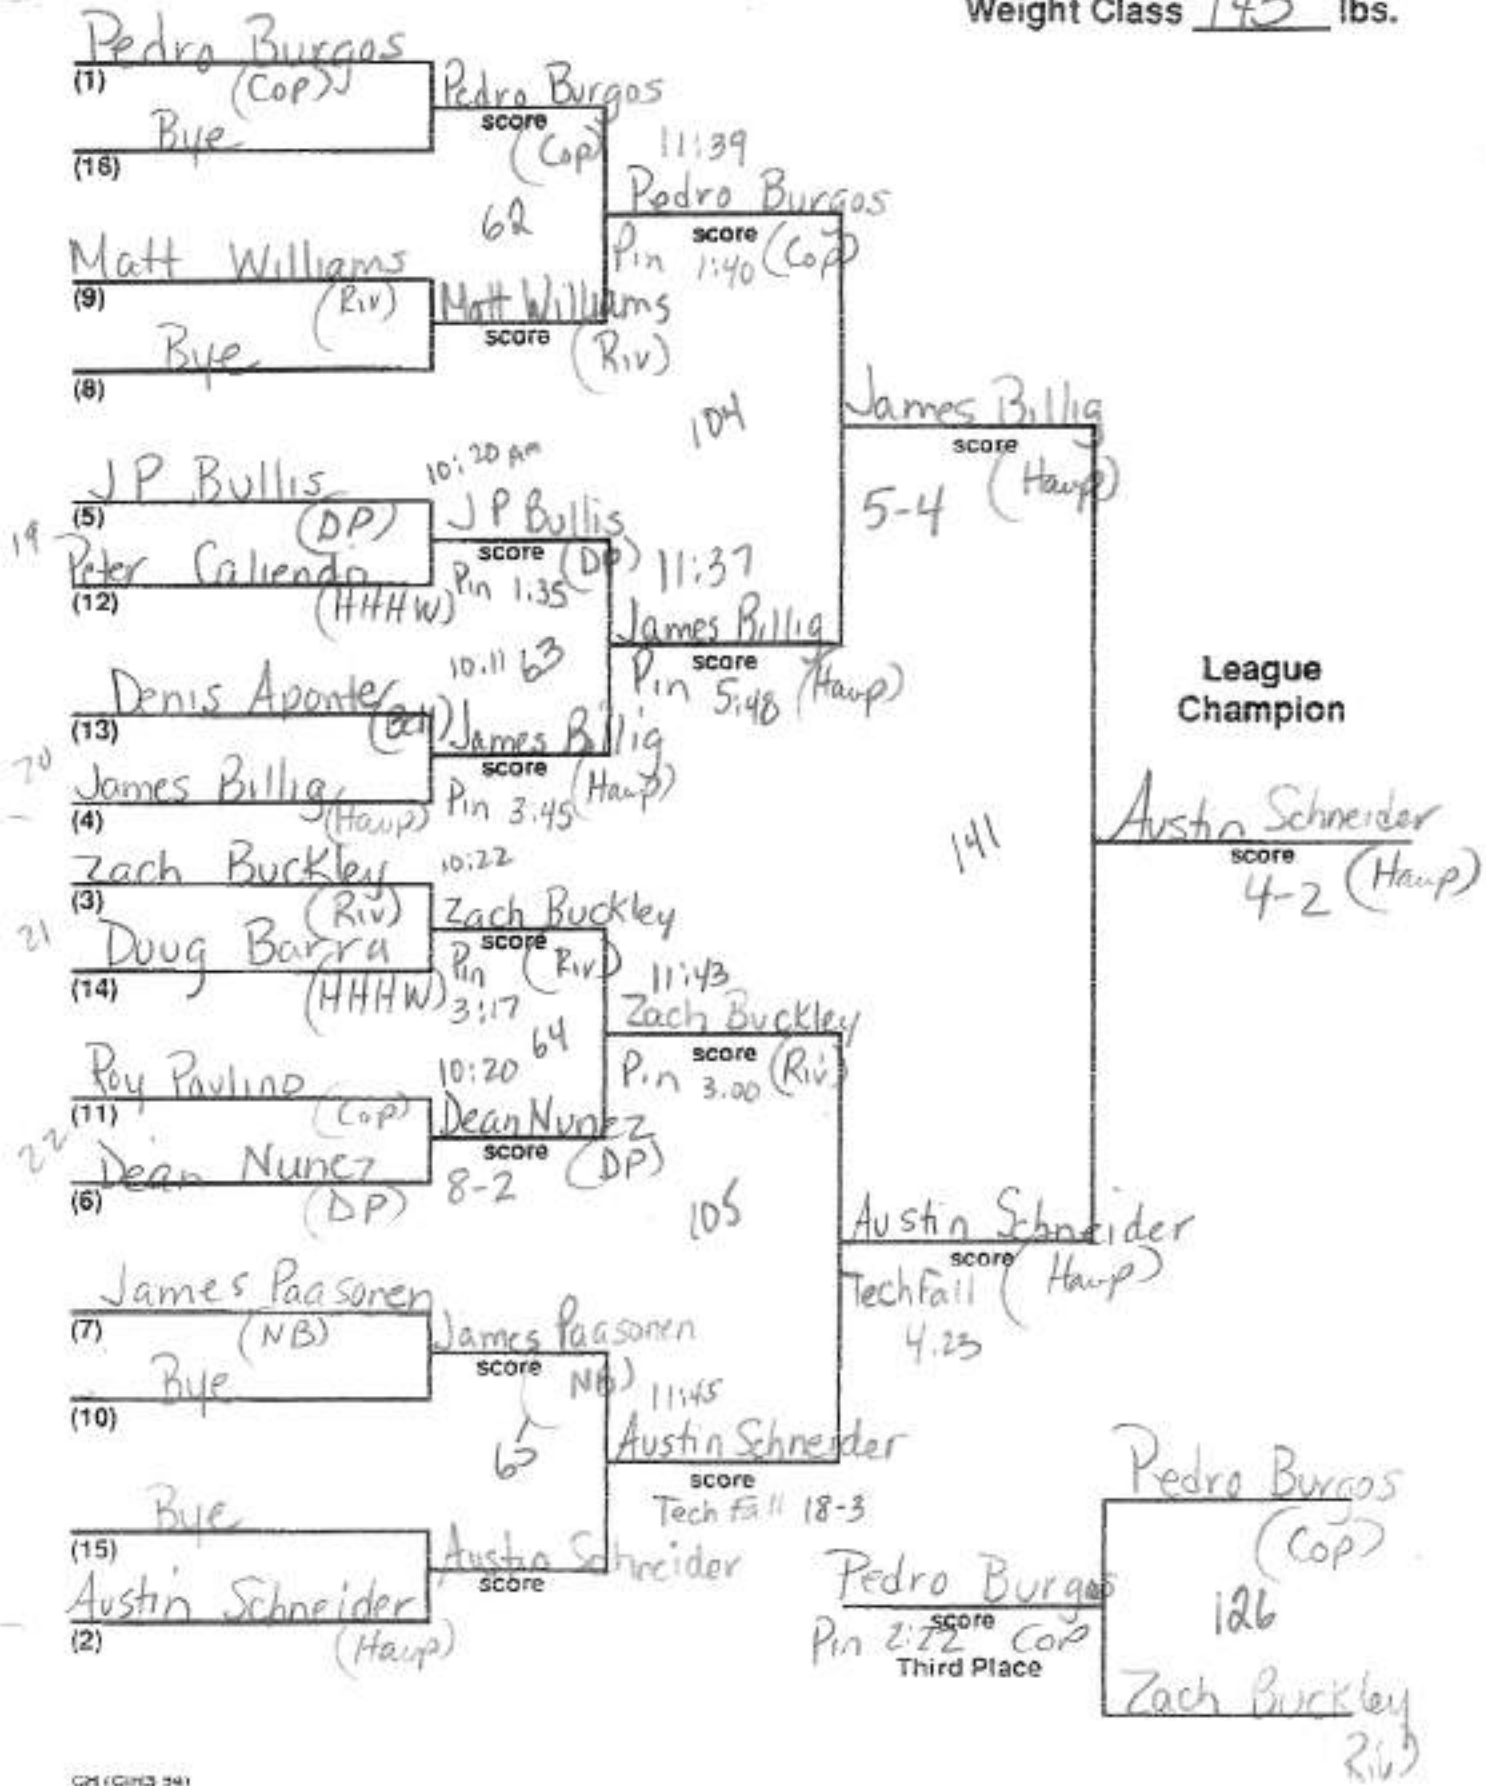 Weight Class 145 lbs.
Pedro Burgos
(1)
(Cop)
Bye
(16)
Pedro Burgos
score
(Cop)
62
Matt Williams
(9)
(Riv)
Bye
(8)
Matt Williams
score
(Riv)
11:39
Pedro Burgos
score
Pin 1:40 (Cop)
104
JP Bullis
(5)
(DP)
19
Peter Caliendo
(12)
(HHHW)
10:20 Am
JP Bullis
score
(DP)
Pin 1:35
10:11 63
Denis Aponte
(13)
20
James Billig
(4)
(Haup)
James Billig
score
(Haup)
Pin 3:45
11:37
James Billig
score
Pin 5:48 (Haup)
James Billig
score
(Haup)
5-4
Zach Buckley
(3)
(Riv)
21
Doug Barra
(14)
(HHHW)
10:22
Zach Buckley
score
Pin (Riv)
3:17
64
Roy Paulino
(11)
(Cop)
22
Dean Nunez
(6)
(DP)
10:20
Dean Nunez
score
(DP)
8-2
11:43
Zach Buckley
score
Pin 3:00 (Riv)
105
James Paasonen
(7)
(NB)
Bye
(10)
James Paasonen
score
(NB)
65
Bye
(15)
Austin Schneider
(2)
(Haup)
Austin Schneider
score
11:45
Austin Schneider
score
Tech Fall 18-3
Austin Schneider
score
(Haup)
Tech Fall
4:23
141
League
Champion
Austin Schneider
score
4-2 (Haup)
Pedro Burgos
(Cop)
126
Zach Buckley
Riv)
Pedro Burgos
score
Pin 2:22 Cop
Third Place